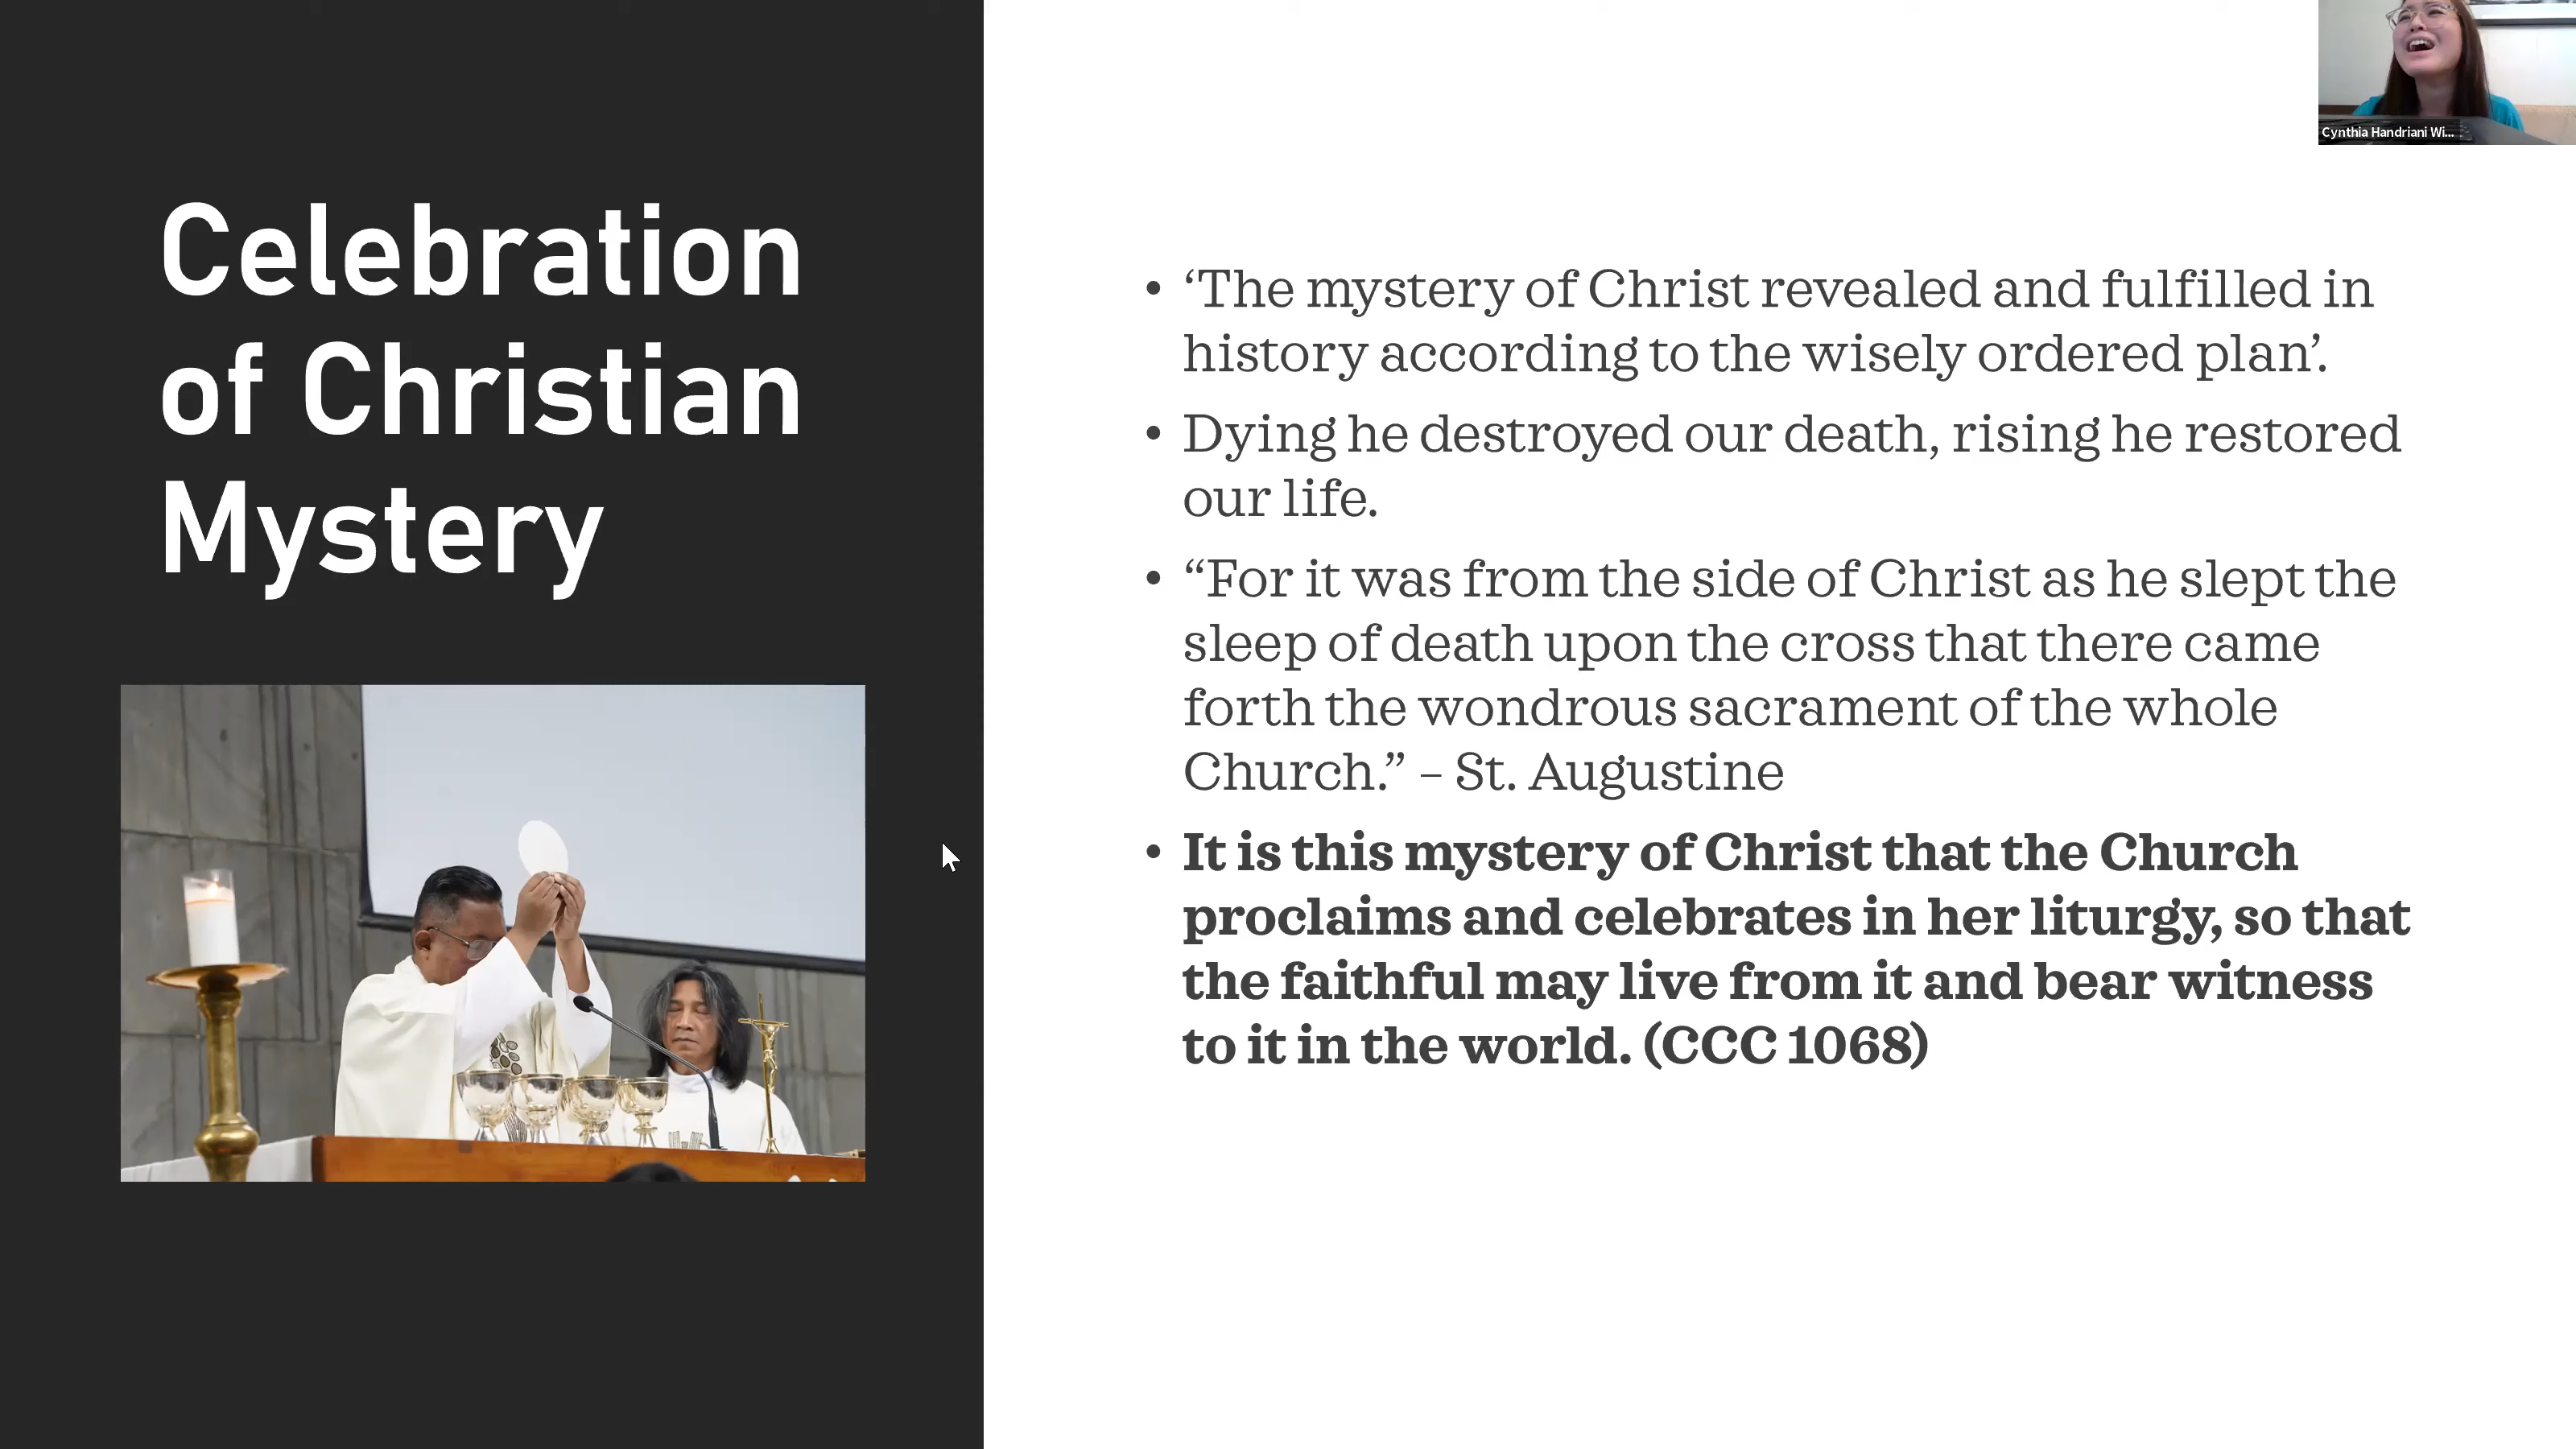 Celebration
of Christian
Mystery
• ‘The mystery of Christ revealed and fulfilled in
history according to the wisely ordered plan’.
• Dying he destroyed our death, rising he restored
our life.
• “For it was from the side of Christ as he slept the
sleep of death upon the cross that there came
forth the wondrous sacrament of the whole
Church.” – St. Augustine
• It is this mystery of Christ that the Church
proclaims and celebrates in her liturgy, so that
the faithful may live from it and bear witness
to it in the world. (CCC 1068)
Cynthia Handriani Wi...